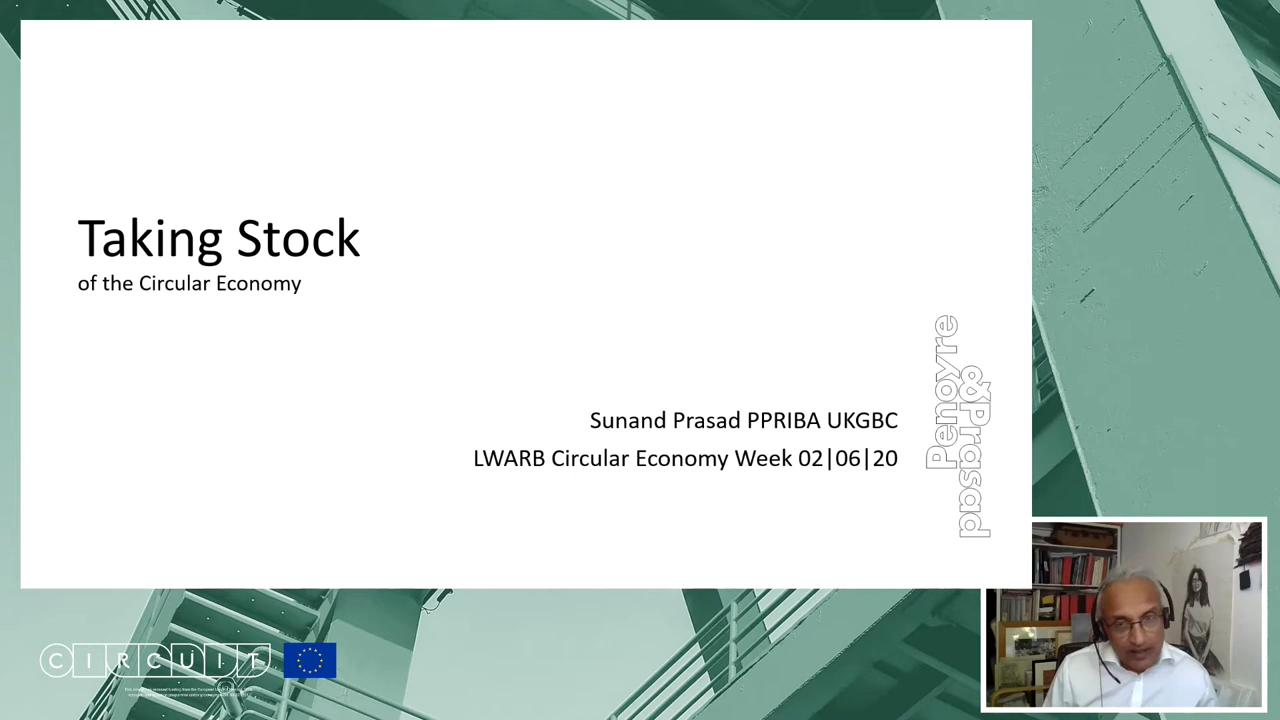 Taking Stock
of the Circular Economy
Sunand Prasad PPRIBA UKGBC
LWARB Circular Economy Week 02|06|20
Penoyre
&Prasad
CIRCUIT